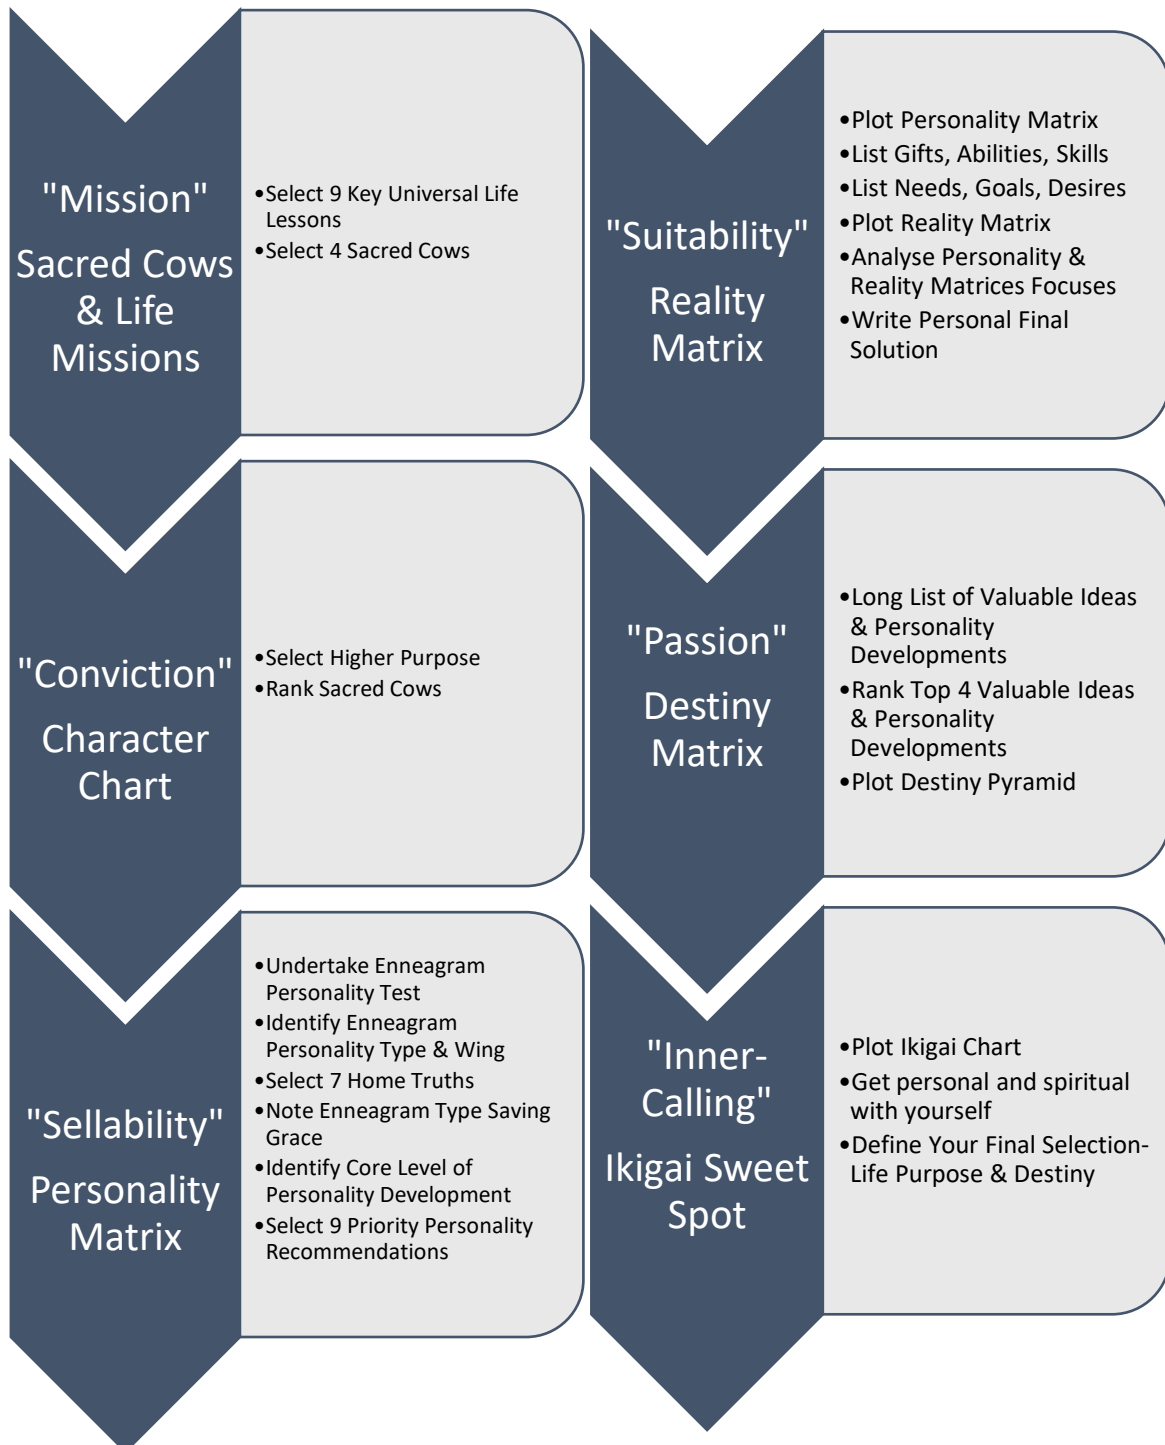 "Mission"
Sacred Cows
& Life
Missions
•Select 9 Key Universal Life
Lessons
•Select 4 Sacred Cows
"Conviction"
Character
Chart
•Select Higher Purpose
•Rank Sacred Cows
"Sellability"
Personality
Matrix
•Undertake Enneagram
Personality Test
•Identify Enneagram
Personality Type & Wing
•Select 7 Home Truths
•Note Enneagram Type Saving
Grace
•Identify Core Level of
Personality Development
•Select 9 Priority Personality
Recommendations
"Suitability"
Reality
Matrix
•Plot Personality Matrix
•List Gifts, Abilities, Skills
•List Needs, Goals, Desires
•Plot Reality Matrix
•Analyse Personality &
Reality Matrices Focuses
•Write Personal Final
Solution
"Passion"
Destiny
Matrix
•Long List of Valuable Ideas
& Personality
Developments
•Rank Top 4 Valuable Ideas
& Personality
Developments
•Plot Destiny Pyramid
"Inner-
Calling"
Ikigai Sweet
Spot
•Plot Ikigai Chart
•Get personal and spiritual
with yourself
•Define Your Final Selection-
Life Purpose & Destiny